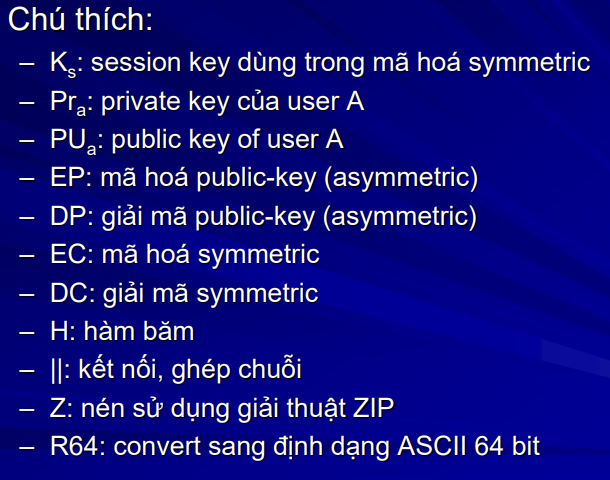 Chú thích:
– Ks: session key dùng trong mã hoá symmetric
– Pra: private key của user A
– PUa: public key of user A
– EP: mã hoá public-key (asymmetric)
– DP: giải mã public-key (asymmetric)
– EC: mã hoá symmetric
– DC: giải mã symmetric
– H: hàm băm
– ||: kết nối, ghép chuỗi
– Z: nén sử dụng giải thuật ZIP
– R64: convert sang định dạng ASCII 64 bit